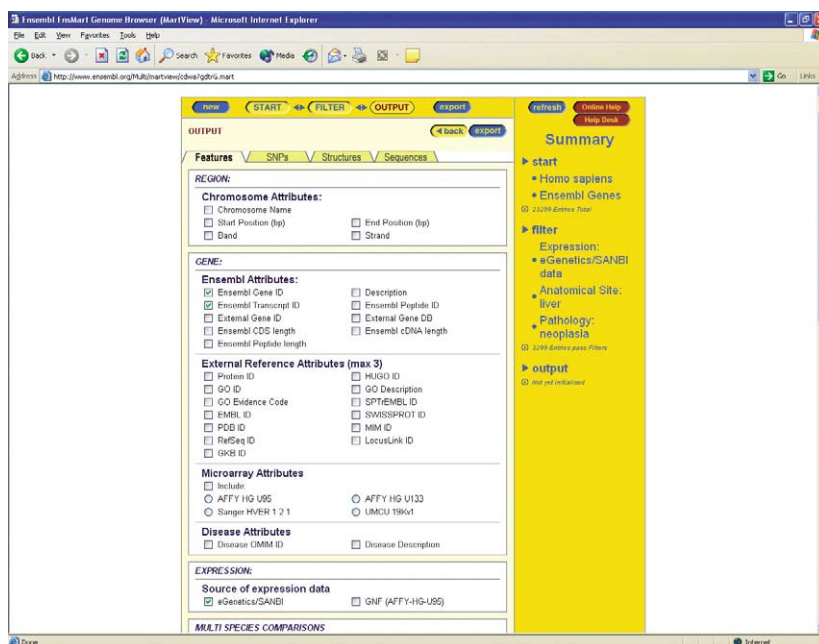 Ensembl EnsMart Genome Browser (MartView) - Microsoft Internet Explorer
File Edit View Favorites Tools Help
Back Search Favorites Media
Address http://www.ensembl.org/Multi/martview/cdwa?gdtrG.mart Go Links
new START FILTER OUTPUT export
OUTPUT back export
Features SNPs Structures Sequences
REGION:
Chromosome Attributes:
Chromosome Name
Start Position (bp) End Position (bp)
Band Strand
GENE:
Ensembl Attributes:
Ensembl Gene ID Description
Ensembl Transcript ID Ensembl Peptide ID
External Gene ID External Gene DB
Ensembl CDS length Ensembl cDNA length
Ensembl Peptide length
External Reference Attributes (max 3)
Protein ID HUGO ID
GO ID GO Description
GO Evidence Code SPTrEMBL ID
EMBL ID SWISSPROT ID
PDB ID MIM ID
RefSeq ID LocusLink ID
GKB ID
Microarray Attributes
Include:
AFFY HG U95 AFFY HG U133
Sanger HVER 1 2 1 UMCU 19Kv1
Disease Attributes
Disease OMIM ID Disease Description
EXPRESSION:
Source of expression data
eGenetics/SANBI GNF (AFFY-HG-U95)
MULTI SPECIES COMPARISONS
refresh Online Help
Help Desk
Summary
start
Homo sapiens
Ensembl Genes
23299 Entries Total
filter
Expression:
eGenetics/SANBI
data
Anatomical Site:
liver
Pathology:
neoplasia
3299 Entries pass Filters
output
Not yet initialised
Done Internet